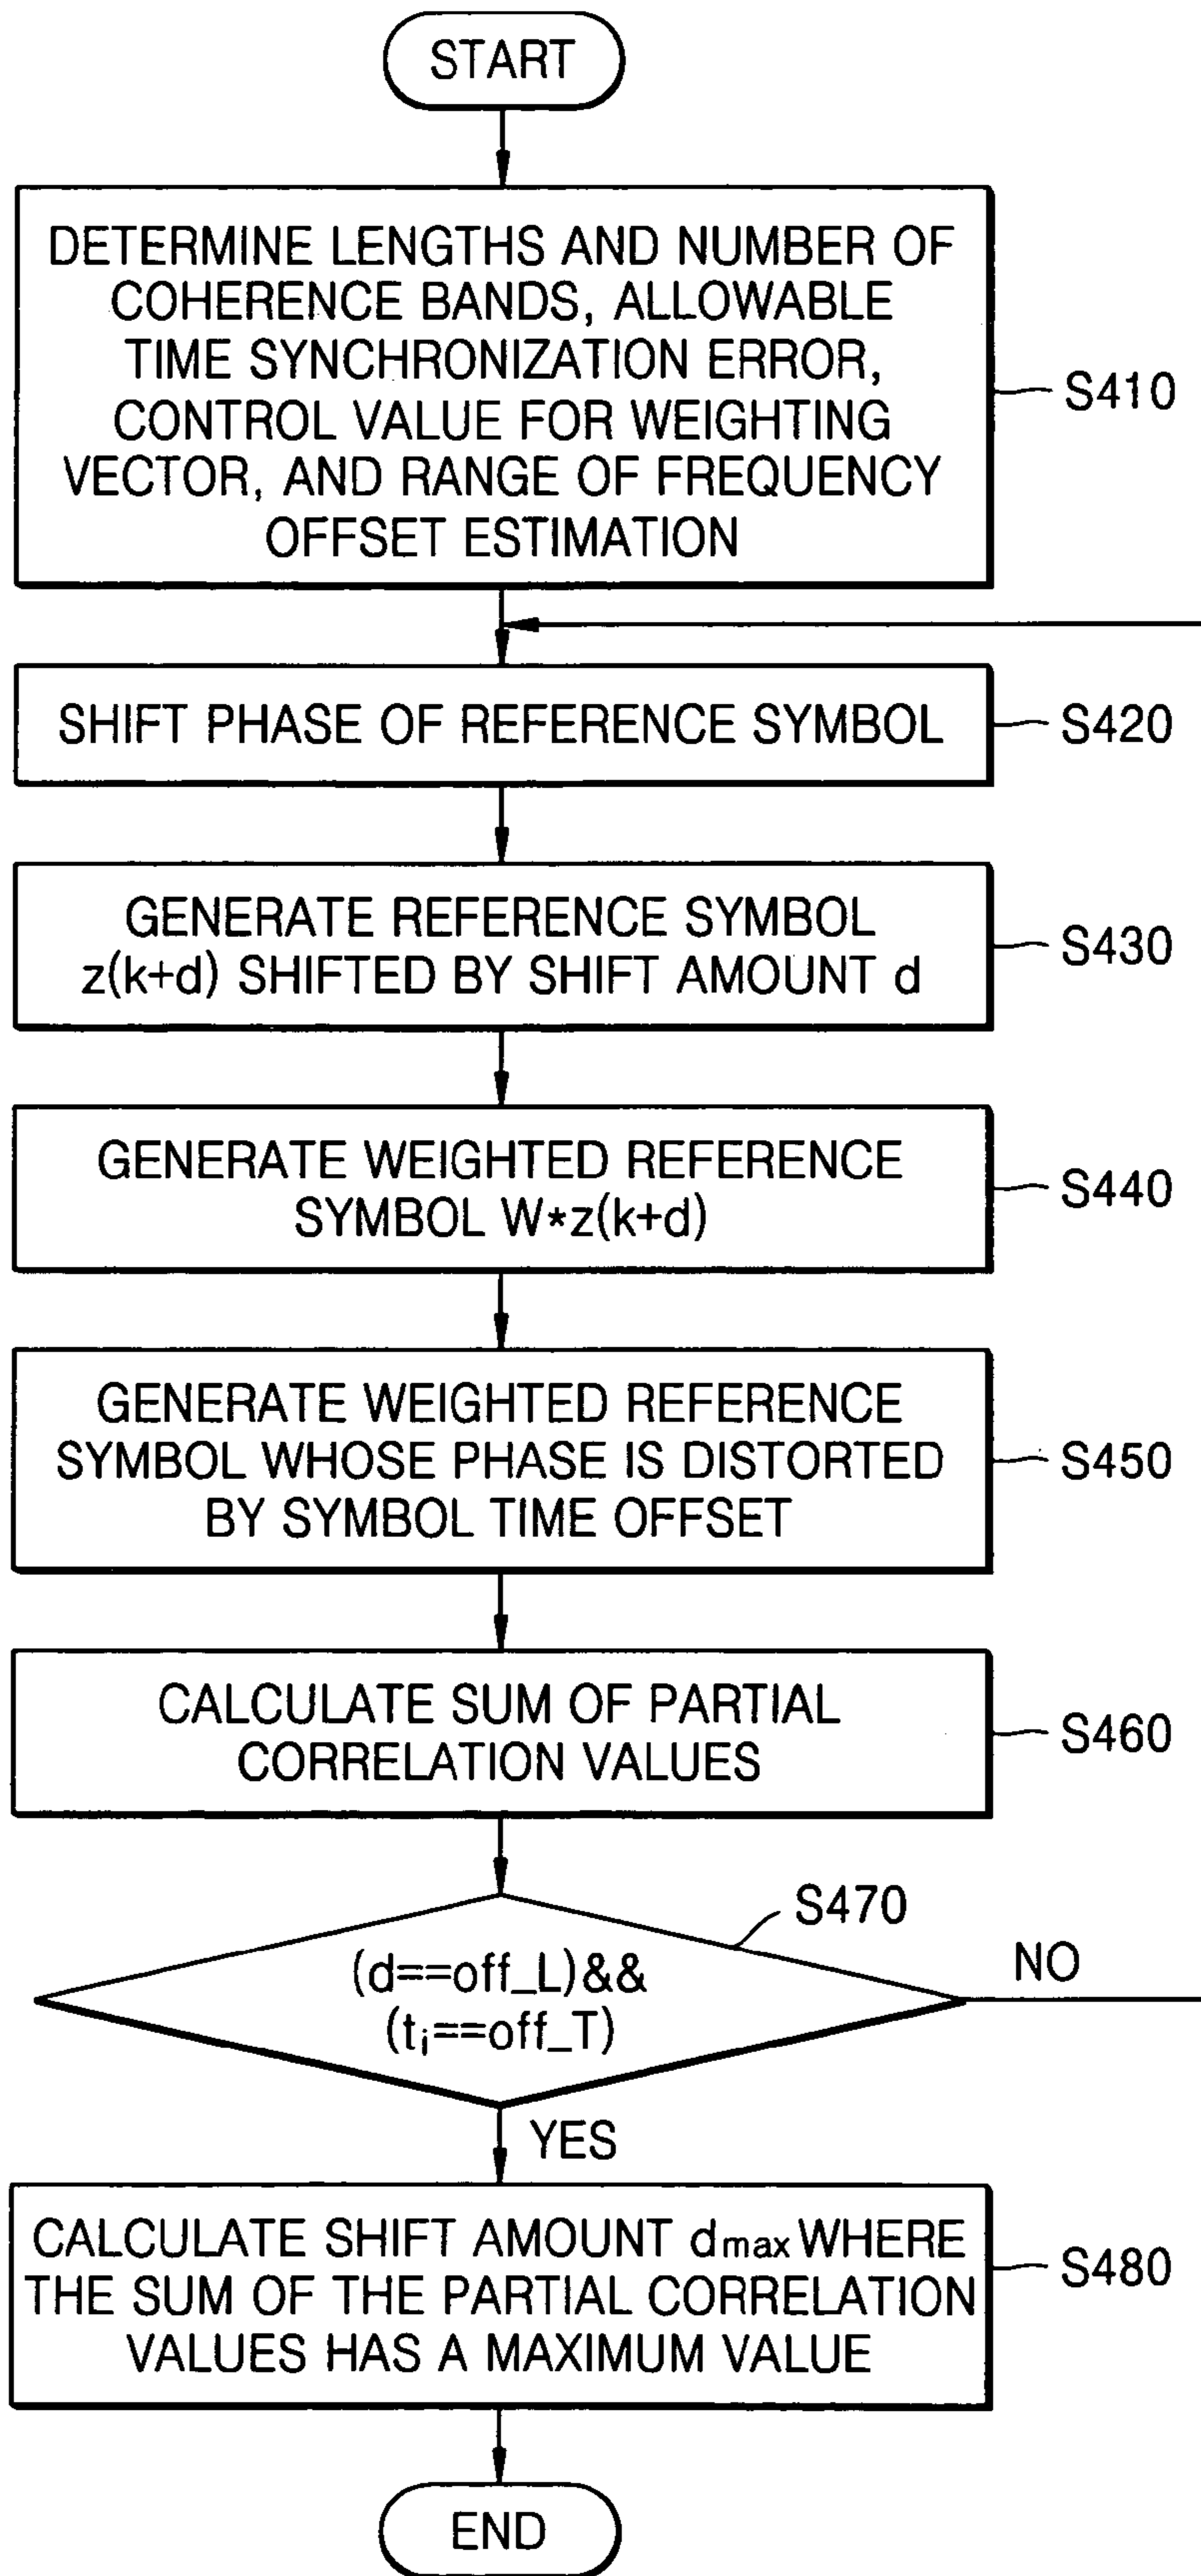 START
DETERMINE LENGTHS AND NUMBER OF
COHERENCE BANDS, ALLOWABLE
TIME SYNCHRONIZATION ERROR,
CONTROL VALUE FOR WEIGHTING
VECTOR, AND RANGE OF FREQUENCY
OFFSET ESTIMATION
S410
SHIFT PHASE OF REFERENCE SYMBOL
S420
GENERATE REFERENCE SYMBOL
z(k+d) SHIFTED BY SHIFT AMOUNT d
S430
GENERATE WEIGHTED REFERENCE
SYMBOL W*z(k+d)
S440
GENERATE WEIGHTED REFERENCE
SYMBOL WHOSE PHASE IS DISTORTED
BY SYMBOL TIME OFFSET
S450
CALCULATE SUM OF PARTIAL
CORRELATION VALUES
S460
S470
(d==off_L)&&
(ti==off_T)
NO
YES
CALCULATE SHIFT AMOUNT dmax WHERE
THE SUM OF THE PARTIAL CORRELATION
VALUES HAS A MAXIMUM VALUE
S480
END